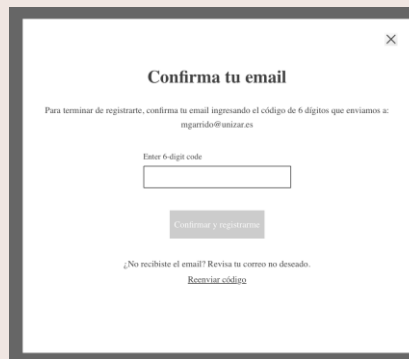 Confirma tu email
Para terminar de registrarte, confirma tu email ingresando el código de 6 dígitos que enviamos a:
mgarrido@unizar.es
Enter 6-digit code
Confirmar y registrarme
¿No recibiste el email? Revisa tu correo no deseado.
Reenviar código